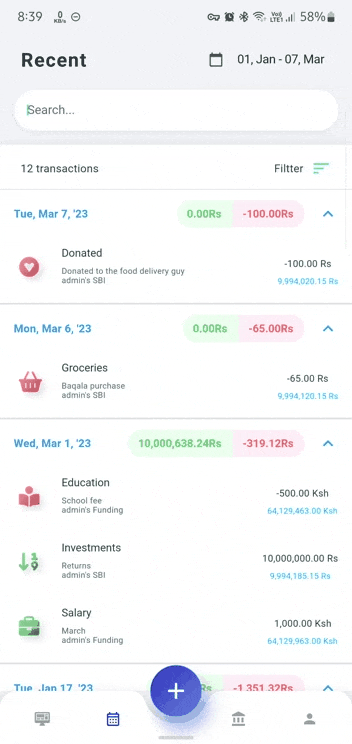 8:39 0 KB/s Vo) LTE1 58%
Recent 01, Jan - 07, Mar
Search...
12 transactions Filtter
Tue, Mar 7, '23 0.00Rs -100.00Rs
Donated -100.00 Rs
Donated to the food delivery guy
admin's SBI 9,994,020.15 Rs
Mon, Mar 6, '23 0.00Rs -65.00Rs
Groceries -65.00 Rs
Baqala purchase
admin's SBI 9,994,120.15 Rs
Wed, Mar 1, '23 10,000,638.24Rs -319.12Rs
Education -500.00 Ksh
School fee
admin's Funding 64,129,463.00 Ksh
Investments 10,000,000.00 Rs
Returns
admin's SBI 9,994,185.15 Rs
Salary 1,000.00 Ksh
March
admin's Funding 64,129,963.00 Ksh
Tue, Jan 17, '23 Rs -1,351.32Rs